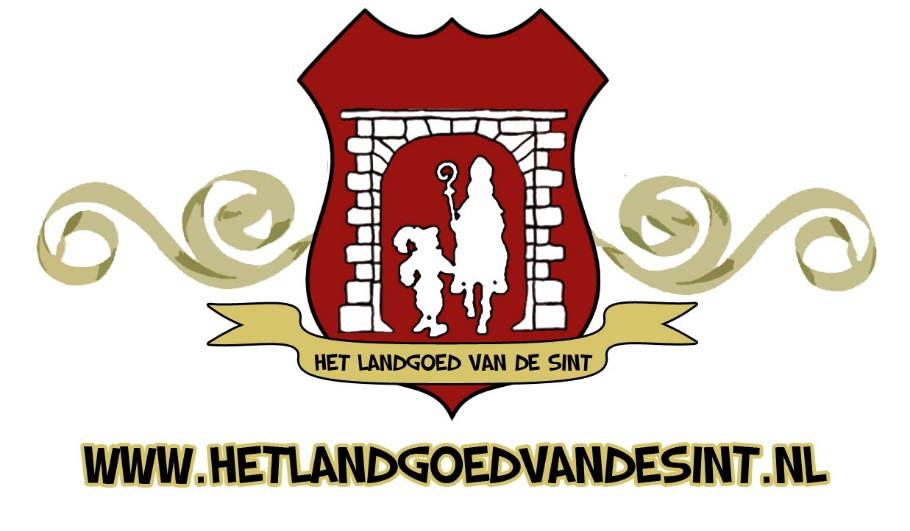 HET LANDGOED VAN DE SINT
WWW.HETLANDGOEDVANDESINT.NL